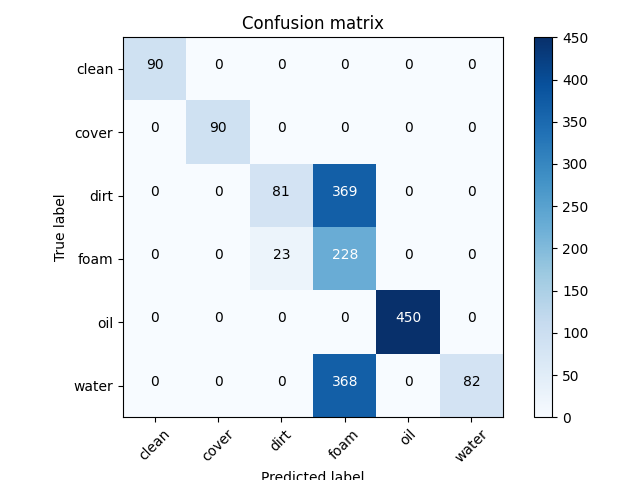 Confusion matrix
clean 90 0 0 0 0 0
cover 0 90 0 0 0 0
dirt 0 0 81 369 0 0
foam 0 0 23 228 0 0
oil 0 0 0 0 450 0
water 0 0 0 368 0 82
clean cover dirt foam oil water
True label
Predicted label
450
400
350
300
250
200
150
100
50
0